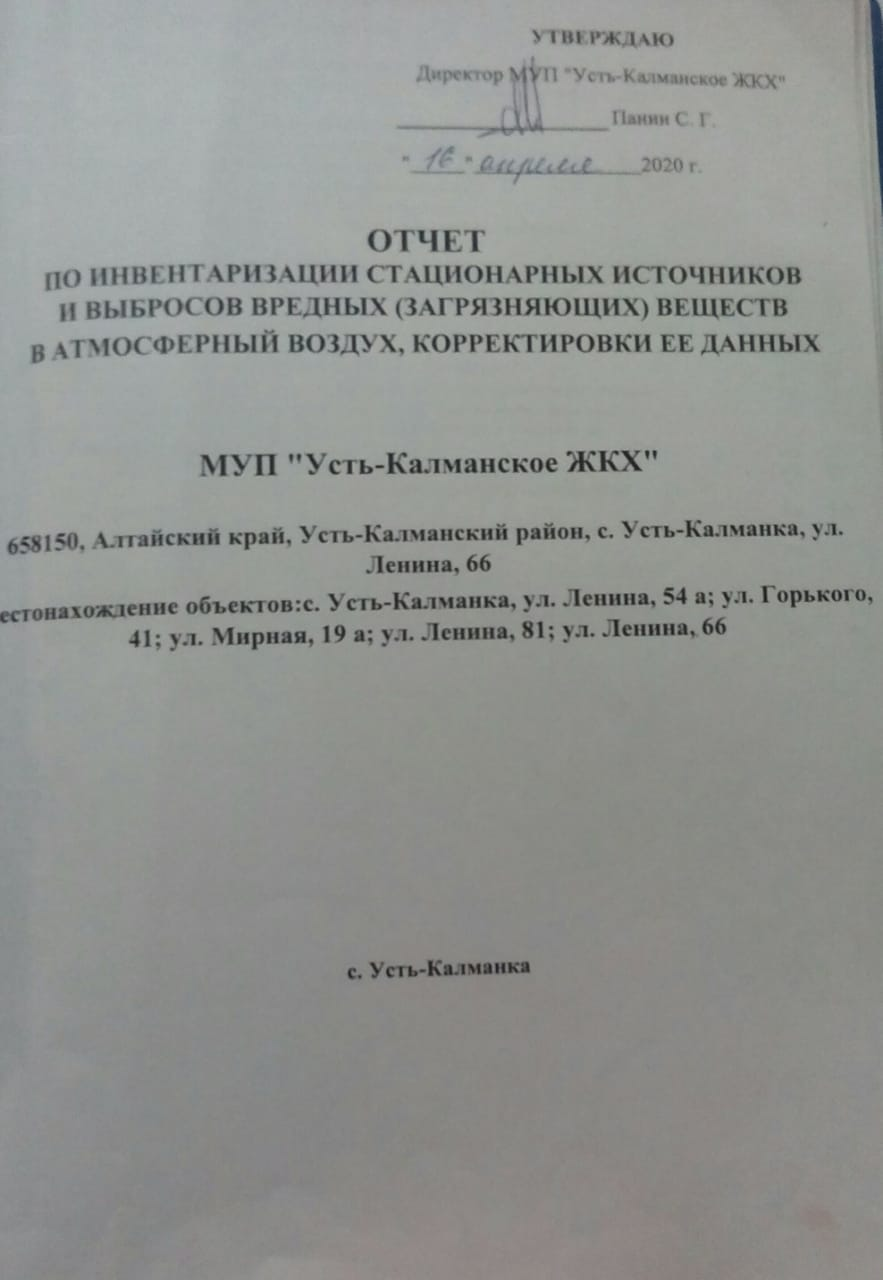 УТВЕРЖДАЮ
Директор МУП "Усть-Калманское ЖКХ"
Панин С. Г.
"16" апреля 2020 г.
ОТЧЕТ
ПО ИНВЕНТАРИЗАЦИИ СТАЦИОНАРНЫХ ИСТОЧНИКОВ
И ВЫБРОСОВ ВРЕДНЫХ (ЗАГРЯЗНЯЮЩИХ) ВЕЩЕСТВ
В АТМОСФЕРНЫЙ ВОЗДУХ, КОРРЕКТИРОВКИ ЕЕ ДАННЫХ
МУП "Усть-Калманское ЖКХ"
658150, Алтайский край, Усть-Калманский район, с. Усть-Калманка, ул.
Ленина, 66
естонахождение объектов:с. Усть-Калманка, ул. Ленина, 54 а; ул. Горького,
41; ул. Мирная, 19 а; ул. Ленина, 81; ул. Ленина, 66
с. Усть-Калманка